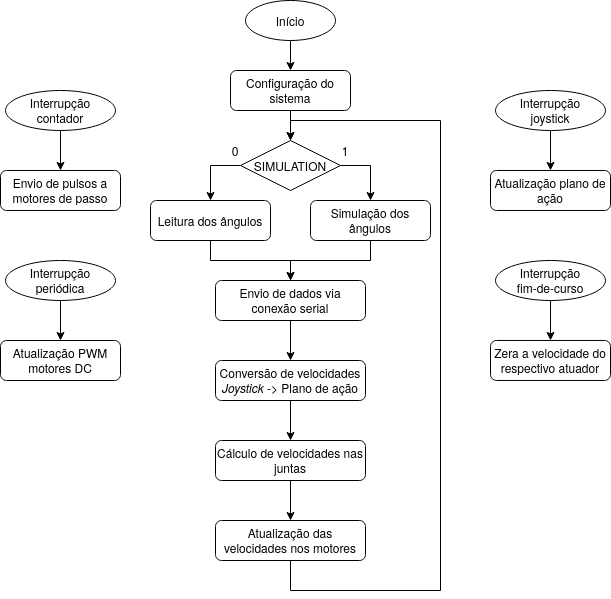 Início
Configuração do
sistema
Interrupção
contador
Interrupção
joystick
0
1
SIMULATION
Envio de pulsos a
motores de passo
Atualização plano de
ação
Leitura dos ângulos
Simulação dos
ângulos
Interrupção
periódica
Interrupção
fim-de-curso
Envio de dados via
conexão serial
Atualização PWM
motores DC
Zera a velocidade do
respectivo atuador
Conversão de velocidades
Joystick -> Plano de ação
Cálculo de velocidades nas
juntas
Atualização das
velocidades nos motores